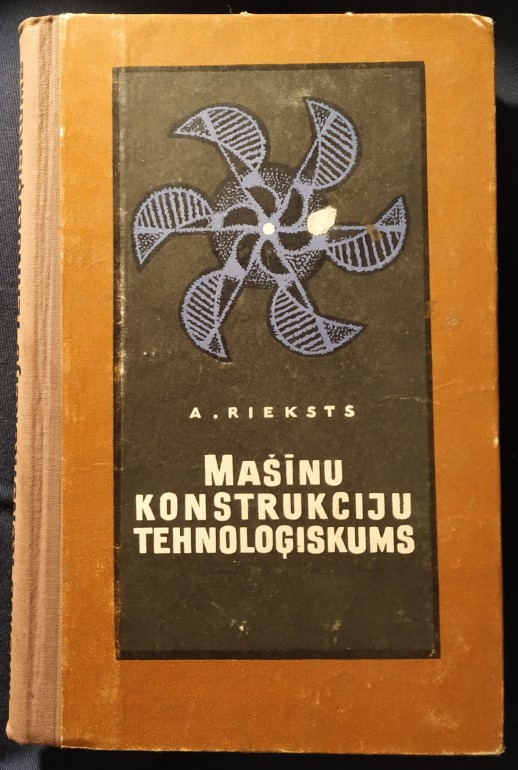 A. RIEKSTS
MAŠĪNU
KONSTRUKCIJU
TEHNOLOĢISKUMS